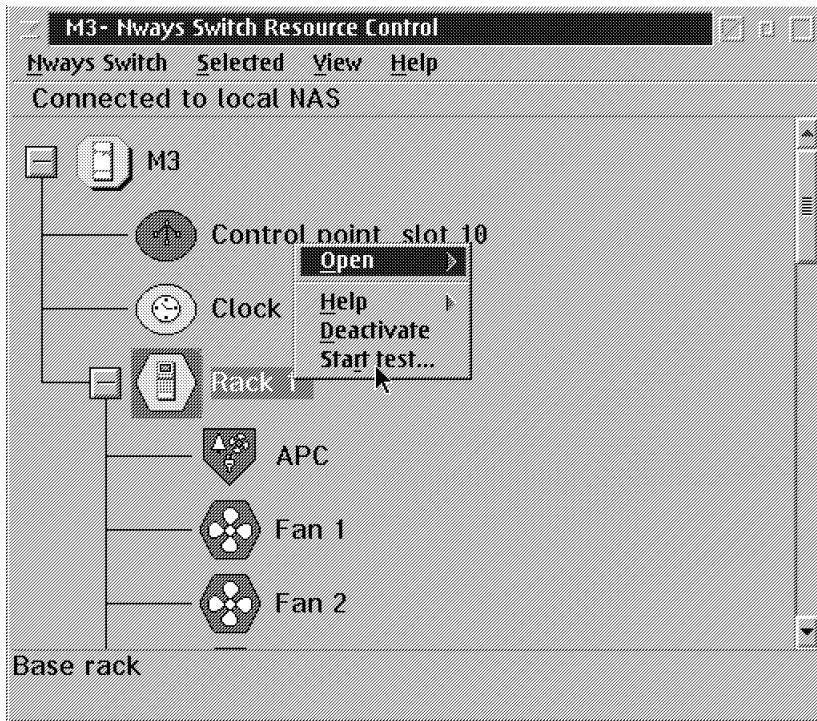 M3- Nways Switch Resource Control
Nways Switch Selected View Help
Connected to local NAS
M3
Control point slot 10
Open
Help
Clock
Deactivate
Start test...
Rack 1
APC
Fan 1
Fan 2
Base rack